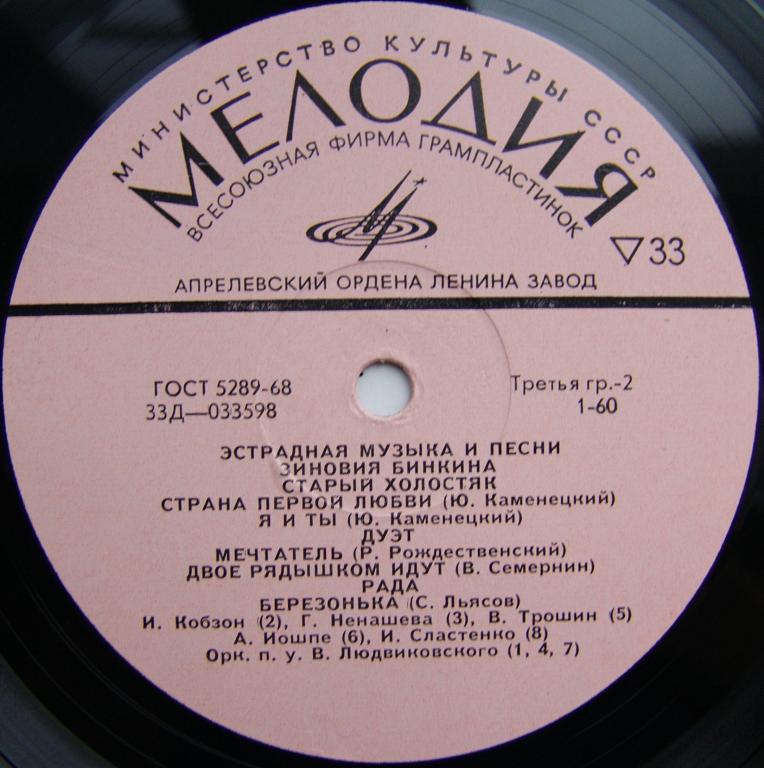 МИНИСТЕРСТВО КУЛЬТУРЫ СССР
МЕЛОДИЯ
ВСЕСОЮЗНАЯ ФИРМА ГРАМПЛАСТИНОК
▽33
АПРЕЛЕВСКИЙ ОРДЕНА ЛЕНИНА ЗАВОД
ГОСТ 5289-68 Третья гр.-2
33Д—033598 1-60
ЭСТРАДНАЯ МУЗЫКА И ПЕСНИ
ЗИНОВИЯ БИНКИНА
СТАРЫЙ ХОЛОСТЯК
СТРАНА ПЕРВОЙ ЛЮБВИ (Ю. Каменецкий)
Я И ТЫ (Ю. Каменецкий)
ДУЭТ
МЕЧТАТЕЛЬ (Р. Рождественский)
ДВОЕ РЯДЫШКОМ ИДУТ (В. Семернин)
РАДА
БЕРЕЗОНЬКА (С. Льясов)
И. Кобзон (2), Г. Ненашева (3), В. Трошин (5)
А. Иошпе (6), И. Сластенко (8)
Орк. п. у. В. Людвиковского (1, 4, 7)